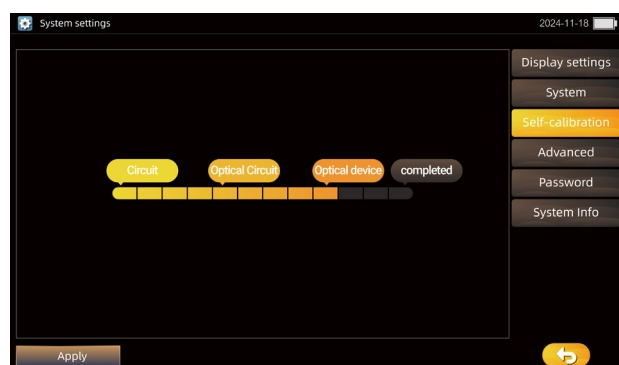 System settings
2024-11-18
Display settings
System
Self-calibration
Advanced
Password
System Info
Circuit
Optical Circuit
Optical device
completed
Apply